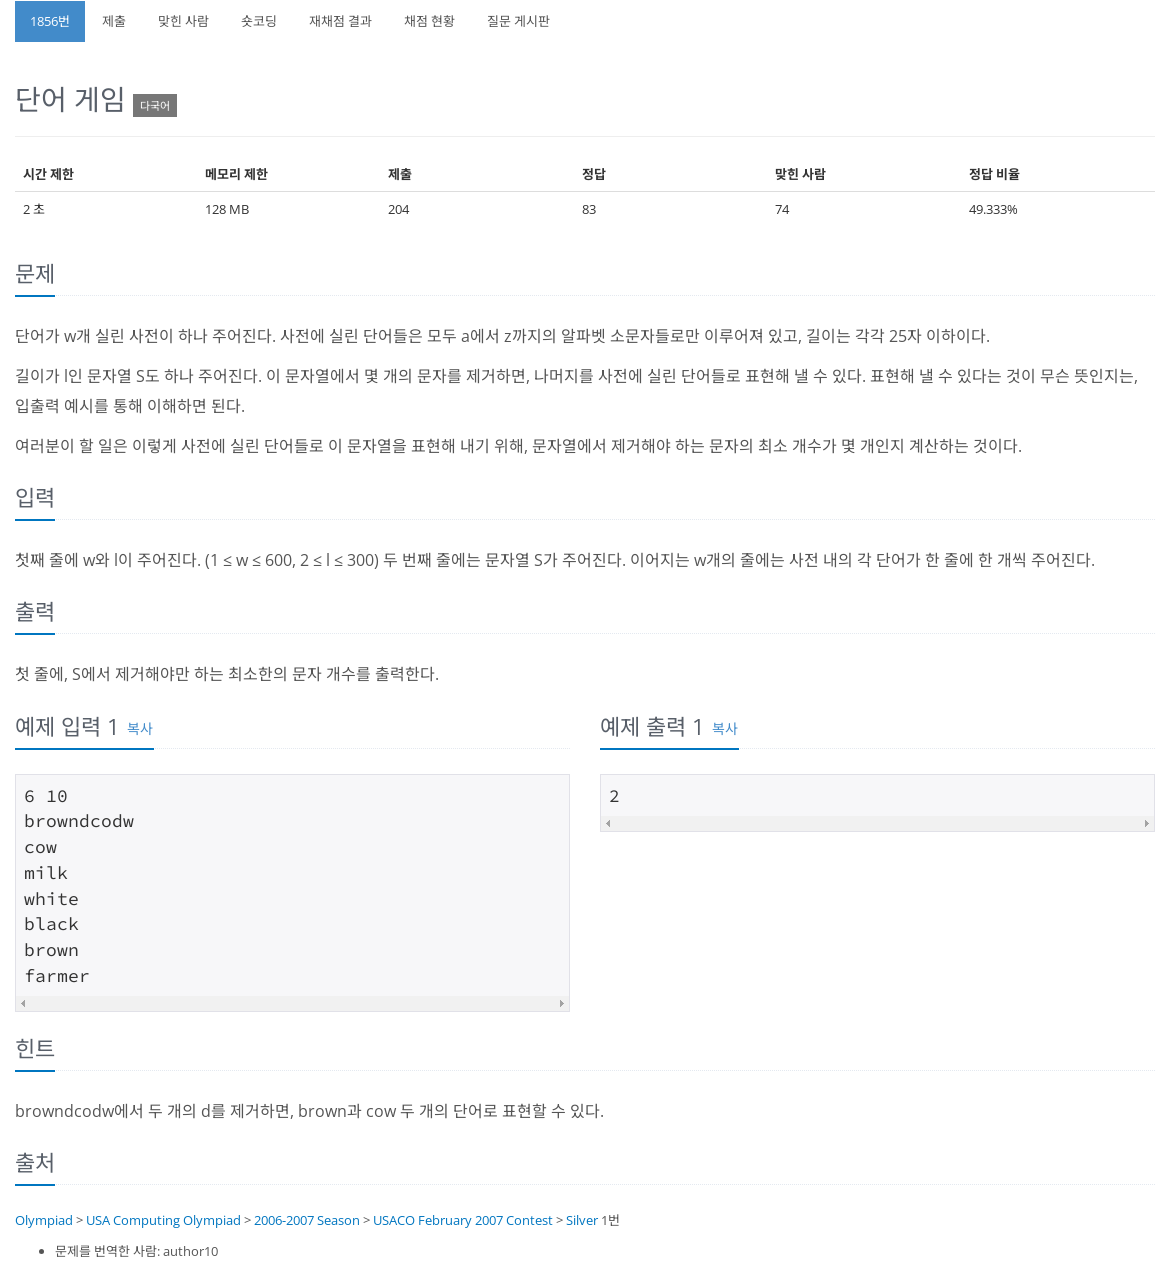 1856번 제출 맞힌 사람 숏코딩 재채점 결과 채점 현황 질문 게시판
단어 게임 다국어
시간 제한 메모리 제한 제출 정답 맞힌 사람 정답 비율
2 초 128 MB 204 83 74 49.333%
문제
단어가 w개 실린 사전이 하나 주어진다. 사전에 실린 단어들은 모두 a에서 z까지의 알파벳 소문자들로만 이루어져 있고, 길이는 각각 25자 이하이다.
길이가 l인 문자열 S도 하나 주어진다. 이 문자열에서 몇 개의 문자를 제거하면, 나머지를 사전에 실린 단어들로 표현해 낼 수 있다. 표현해 낼 수 있다는 것이 무슨 뜻인지는,
입출력 예시를 통해 이해하면 된다.
여러분이 할 일은 이렇게 사전에 실린 단어들로 이 문자열을 표현해 내기 위해, 문자열에서 제거해야 하는 문자의 최소 개수가 몇 개인지 계산하는 것이다.
입력
첫째 줄에 w와 l이 주어진다. (1 ≤ w ≤ 600, 2 ≤ l ≤ 300) 두 번째 줄에는 문자열 S가 주어진다. 이어지는 w개의 줄에는 사전 내의 각 단어가 한 줄에 한 개씩 주어진다.
출력
첫 줄에, S에서 제거해야만 하는 최소한의 문자 개수를 출력한다.
예제 입력 1 복사
6 10
browndcodw
cow
milk
white
black
brown
farmer
예제 출력 1 복사
2
힌트
browndcodw에서 두 개의 d를 제거하면, brown과 cow 두 개의 단어로 표현할 수 있다.
출처
Olympiad > USA Computing Olympiad > 2006-2007 Season > USACO February 2007 Contest > Silver 1번
• 문제를 번역한 사람: author10